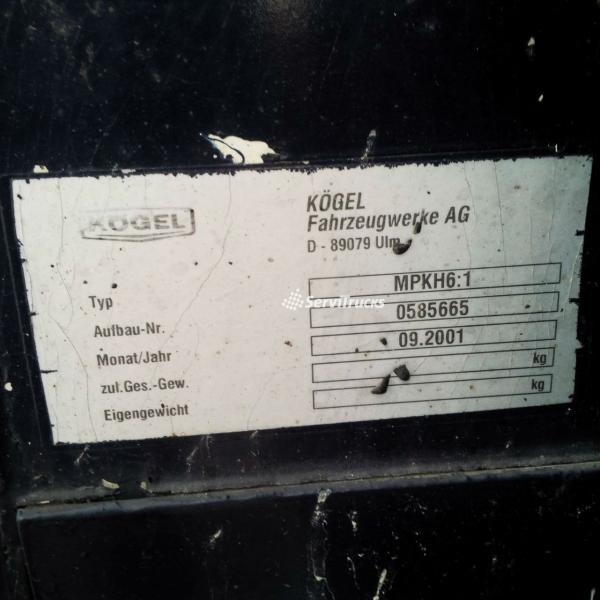 KÖGEL
KÖGEL
Fahrzeugwerke AG
D - 89079 Ulm
Typ MPKH6:1
Aufbau-Nr. 0585665
Monat/Jahr 09.2001
zul.Ges.-Gew. kg
Eigengewicht kg
ServiTrucks